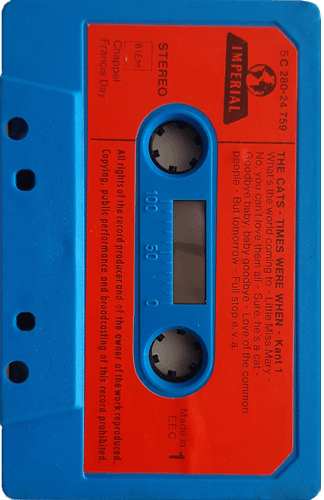 THE CATS - TIMES WERE WHEN - Kant 1
What's the world coming to - Little Miss Mary -
No, you can't love them all - Sure, he's a cat -
Goodbye baby, baby goodbye - Love of the common
people - But tomorrow - Full stop e.v.a.
5C 280-24 759
IMPERIAL
STEREO
BIEM
Chappel
Francis Day
100 50 0
Made in
EEC
1
All rights of the record producer and of the owner of the work reproduced.
Copying, public performance and broadcasting of this record prohibited.